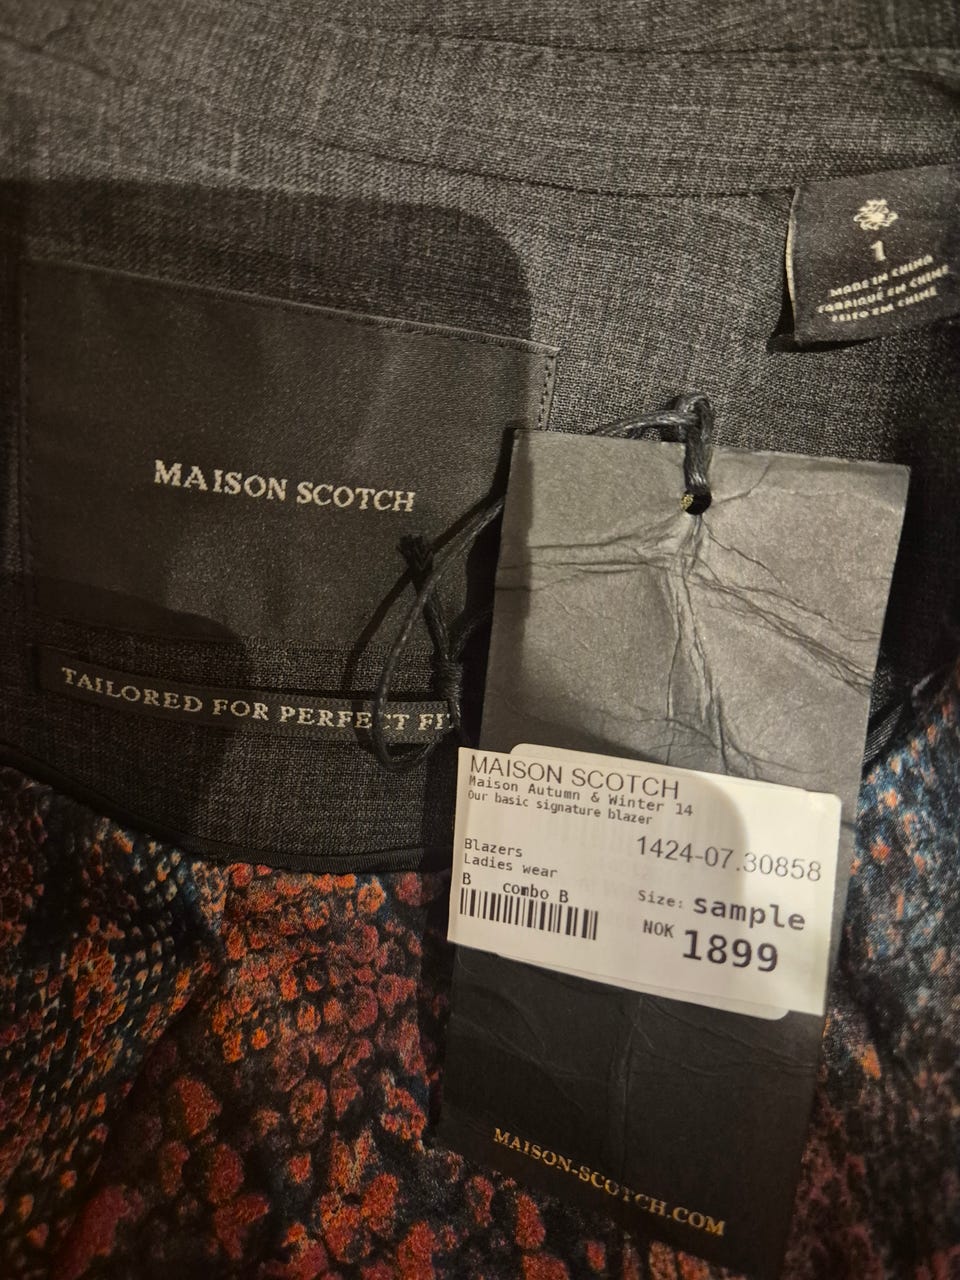 1
MADE IN CHINA
FABRIQUÉ EN CHINE
FEITO EM CHINE
MAISON SCOTCH
TAILORED FOR PERFECT FI
MAISON SCOTCH
Maison Autumn & Winter 14
Our basic signature blazer
1424-07.30858
Blazers
Ladies wear
B combo B
Size: sample
NOK 1899
MAISON-SCOTCH.COM